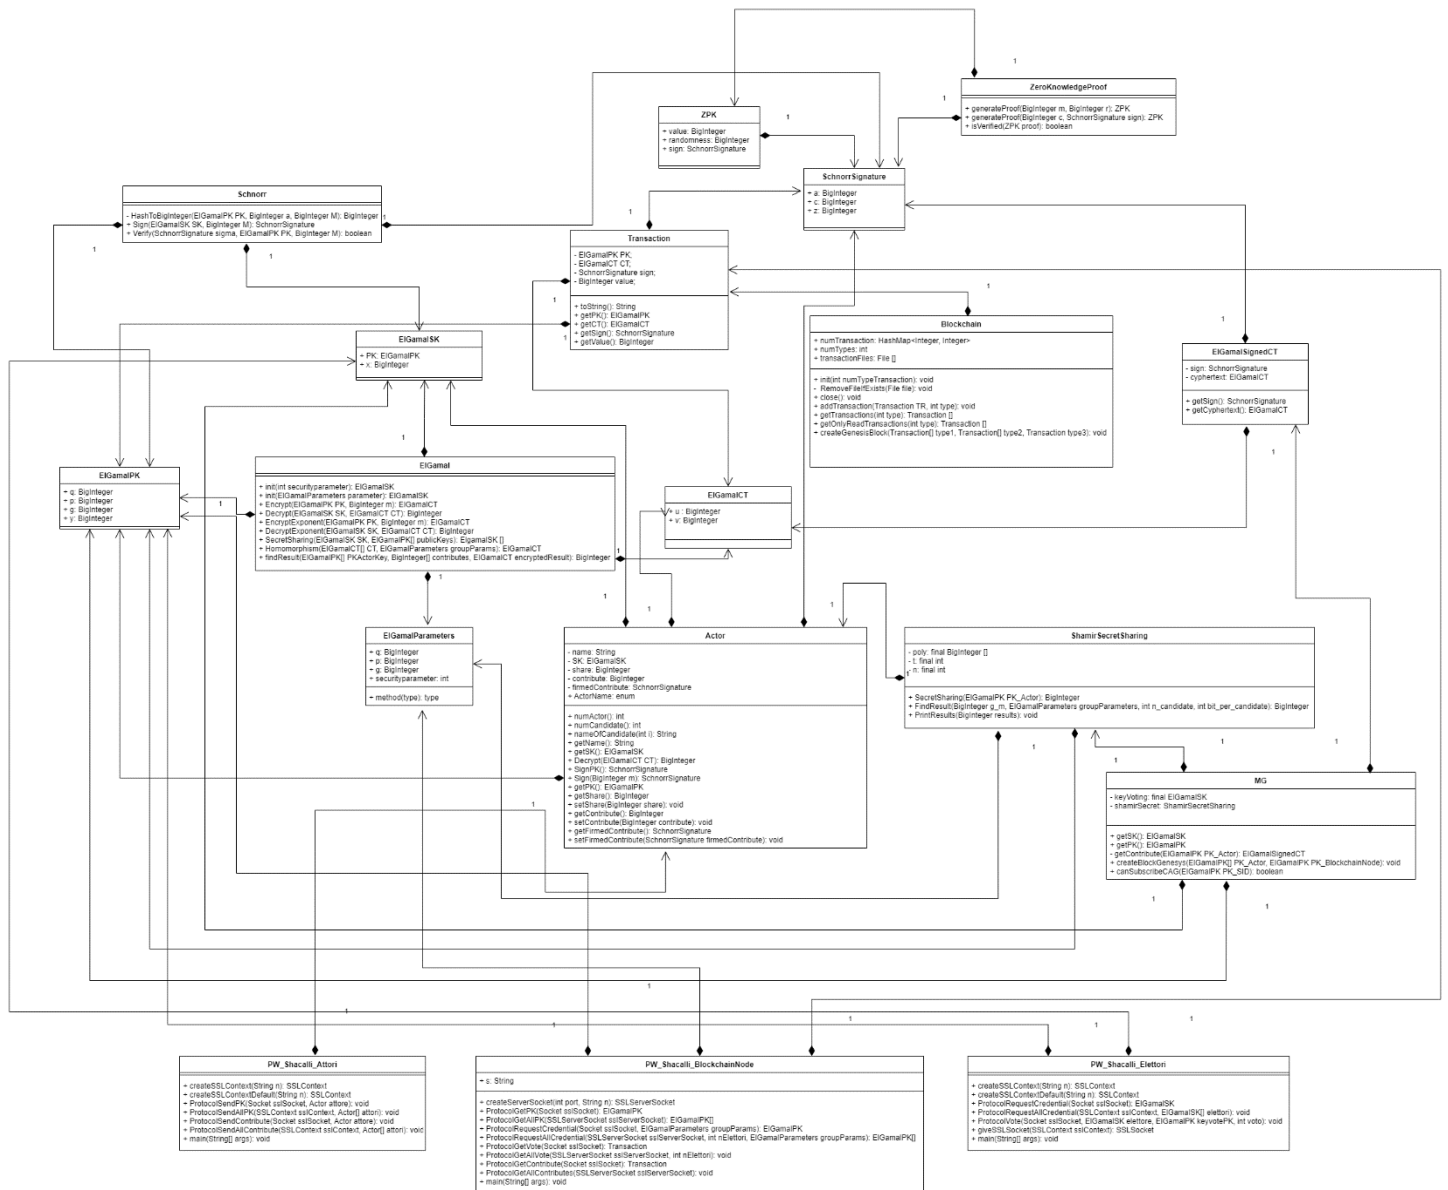 ZeroKnowledgeProof
+ generateProof(BigInteger m, BigInteger r): ZPK
+ generateProof(BigInteger c, SchnorrSignature sign): ZPK
+ isVerified(ZPK proof): boolean
ZPK
+ value: BigInteger
+ randomness: BigInteger
+ sign: SchnorrSignature
SchnorrSignature
+ a: BigInteger
+ c: BigInteger
+ z: BigInteger
Schnorr
- HashToBigInteger(ElGamalPK PK, BigInteger a, BigInteger M): BigInteger
+ Sign(ElGamalSK SK, BigInteger M): SchnorrSignature
+ Verify(SchnorrSignature sigma, ElGamalPK PK, BigInteger M): boolean
Transaction
- ElGamalPK PK;
- ElGamalCT CT;
- SchnorrSignature sign;
- BigInteger value;
+ toString(): String
+ getPK(): ElGamalPK
+ getCT(): ElGamalCT
+ getSign(): SchnorrSignature
+ getValue(): BigInteger
Blockchain
+ numTransaction: HashMap<Integer, Integer>
+ numTypes: int
+ transactionFiles: File []
+ init(int numTypeTransaction): void
- RemoveFileIfExists(File file): void
+ close(): void
+ addTransaction(Transaction TR, int type): void
+ getTransactions(int type): Transaction []
+ getOnlyReadTransactions(int type): Transaction []
+ createGenesisBlock(Transaction[] type1, Transaction[] type2, Transaction type3): void
ElGamalSignedCT
- sign: SchnorrSignature
- cyphertext: ElGamalCT
+ getSign(): SchnorrSignature
+ getCyphertext(): ElGamalCT
ElGamalSK
+ PK: ElGamalPK
+ x: BigInteger
ElGamalPK
+ q: BigInteger
+ p: BigInteger
+ g: BigInteger
+ y: BigInteger
ElGamal
+ init(int securityparameter): ElGamalSK
+ init(ElGamalParameters parameter): ElGamalSK
+ Encrypt(ElGamalPK PK, BigInteger m): ElGamalCT
+ Decrypt(ElGamalSK SK, ElGamalCT CT): BigInteger
+ EncryptExponent(ElGamalPK PK, BigInteger m): ElGamalCT
+ DecryptExponent(ElGamalSK SK, ElGamalCT CT): BigInteger
+ SecretSharing(ElGamalSK SK, ElGamalPK[] publicKeys): ElgamalSK []
+ Homomorphism(ElGamalCT[] CT, ElGamalParameters groupParams): ElGamalCT
+ findResult(ElGamalPK[] PKActorKey, BigInteger[] contributes, ElGamalCT encryptedResult): BigInteger
ElGamalCT
+ u : BigInteger
+ v: BigInteger
ElGamalParameters
+ q: BigInteger
+ p: BigInteger
+ g: BigInteger
+ securityparameter: int
+ method(type): type
Actor
- name: String
- SK: ElGamalSK
- share: BigInteger
- contribute: BigInteger
- firmedContribute: SchnorrSignature
+ ActorName: enum
+ numActor(): int
+ numCandidate(): int
+ nameOfCandidate(int i): String
+ getName(): String
+ getSK(): ElGamalSK
+ Decrypt(ElGamalCT CT): BigInteger
+ SignPK(): SchnorrSignature
+ Sign(BigInteger m): SchnorrSignature
+ getPK(): ElGamalPK
+ getShare(): BigInteger
+ setShare(BigInteger share): void
+ getContribute(): BigInteger
+ setContribute(BigInteger contribute): void
+ getFirmedContribute(): SchnorrSignature
+ setFirmedContribute(SchnorrSignature firmedContribute): void
ShamirSecretSharing
- poly: final BigInteger []
- t: final int
- n: final int
+ SecretSharing(ElGamalPK PK_Actor): BigInteger
+ FindResult(BigInteger g_m, ElGamalParameters groupParameters, int n_candidate, int bit_per_candidate): BigInteger
+ PrintResults(BigInteger results): void
MG
- keyVoting: final ElGamalSK
- shamirSecret: ShamirSecretSharing
+ getSK(): ElGamalSK
+ getPK(): ElGamalPK
- getContribute(ElGamalPK PK_Actor): ElGamalSignedCT
+ createBlockGenesys(ElGamalPK[] PK_Actor, ElGamalPK PK_BlockchainNode): void
+ canSubscribeCAG(ElGamalPK PK_SID): boolean
PW_Shacalli_Attori
+ createSSLContext(String n): SSLContext
+ createSSLContextDefault(String n): SSLContext
+ ProtocolSendPK(Socket sslSocket, Actor attore): void
+ ProtocolSendAllPK(SSLContext sslContext, Actor[] attori): void
+ ProtocolSendContribute(Socket sslSocket, Actor attore): void
+ ProtocolSendAllContribute(SSLContext sslContext, Actor[] attori): void
+ main(String[] args): void
PW_Shacalli_BlockchainNode
+ s: String
+ createServerSocket(int port, String n): SSLServerSocket
+ ProtocolGetPK(Socket sslSocket): ElGamalPK
+ ProtocolGetAllPK(SSLServerSocket sslServerSocket): ElGamalPK[]
+ ProtocolRequestCredential(Socket sslSocket, ElGamalParameters groupParams): ElGamalPK
+ ProtocolRequestAllCredential(SSLServerSocket sslServerSocket, int nElettori, ElGamalParameters groupParams): ElGamalPK[]
+ ProtocolGetVote(Socket sslSocket): Transaction
+ ProtocolGetAllVote(SSLServerSocket sslServerSocket, int nElettori): void
+ ProtocolGetContribute(Socket sslSocket): Transaction
+ ProtocolGetAllContributes(SSLServerSocket sslServerSocket): void
+ main(String[] args): void
PW_Shacalli_Elettori
+ createSSLContext(String n): SSLContext
+ createSSLContextDefault(String n): SSLContext
+ ProtocolRequestCredential(Socket sslSocket): ElGamalSK
+ ProtocolRequestAllCredential(SSLContext sslContext, ElGamalSK[] elettori): void
+ ProtocolVote(Socket sslSocket, ElGamalSK elettore, ElGamalPK keyvotePK, int voto): void
+ giveSSLSocket(SSLContext sslContext): SSLSocket
+ main(String[] args): void